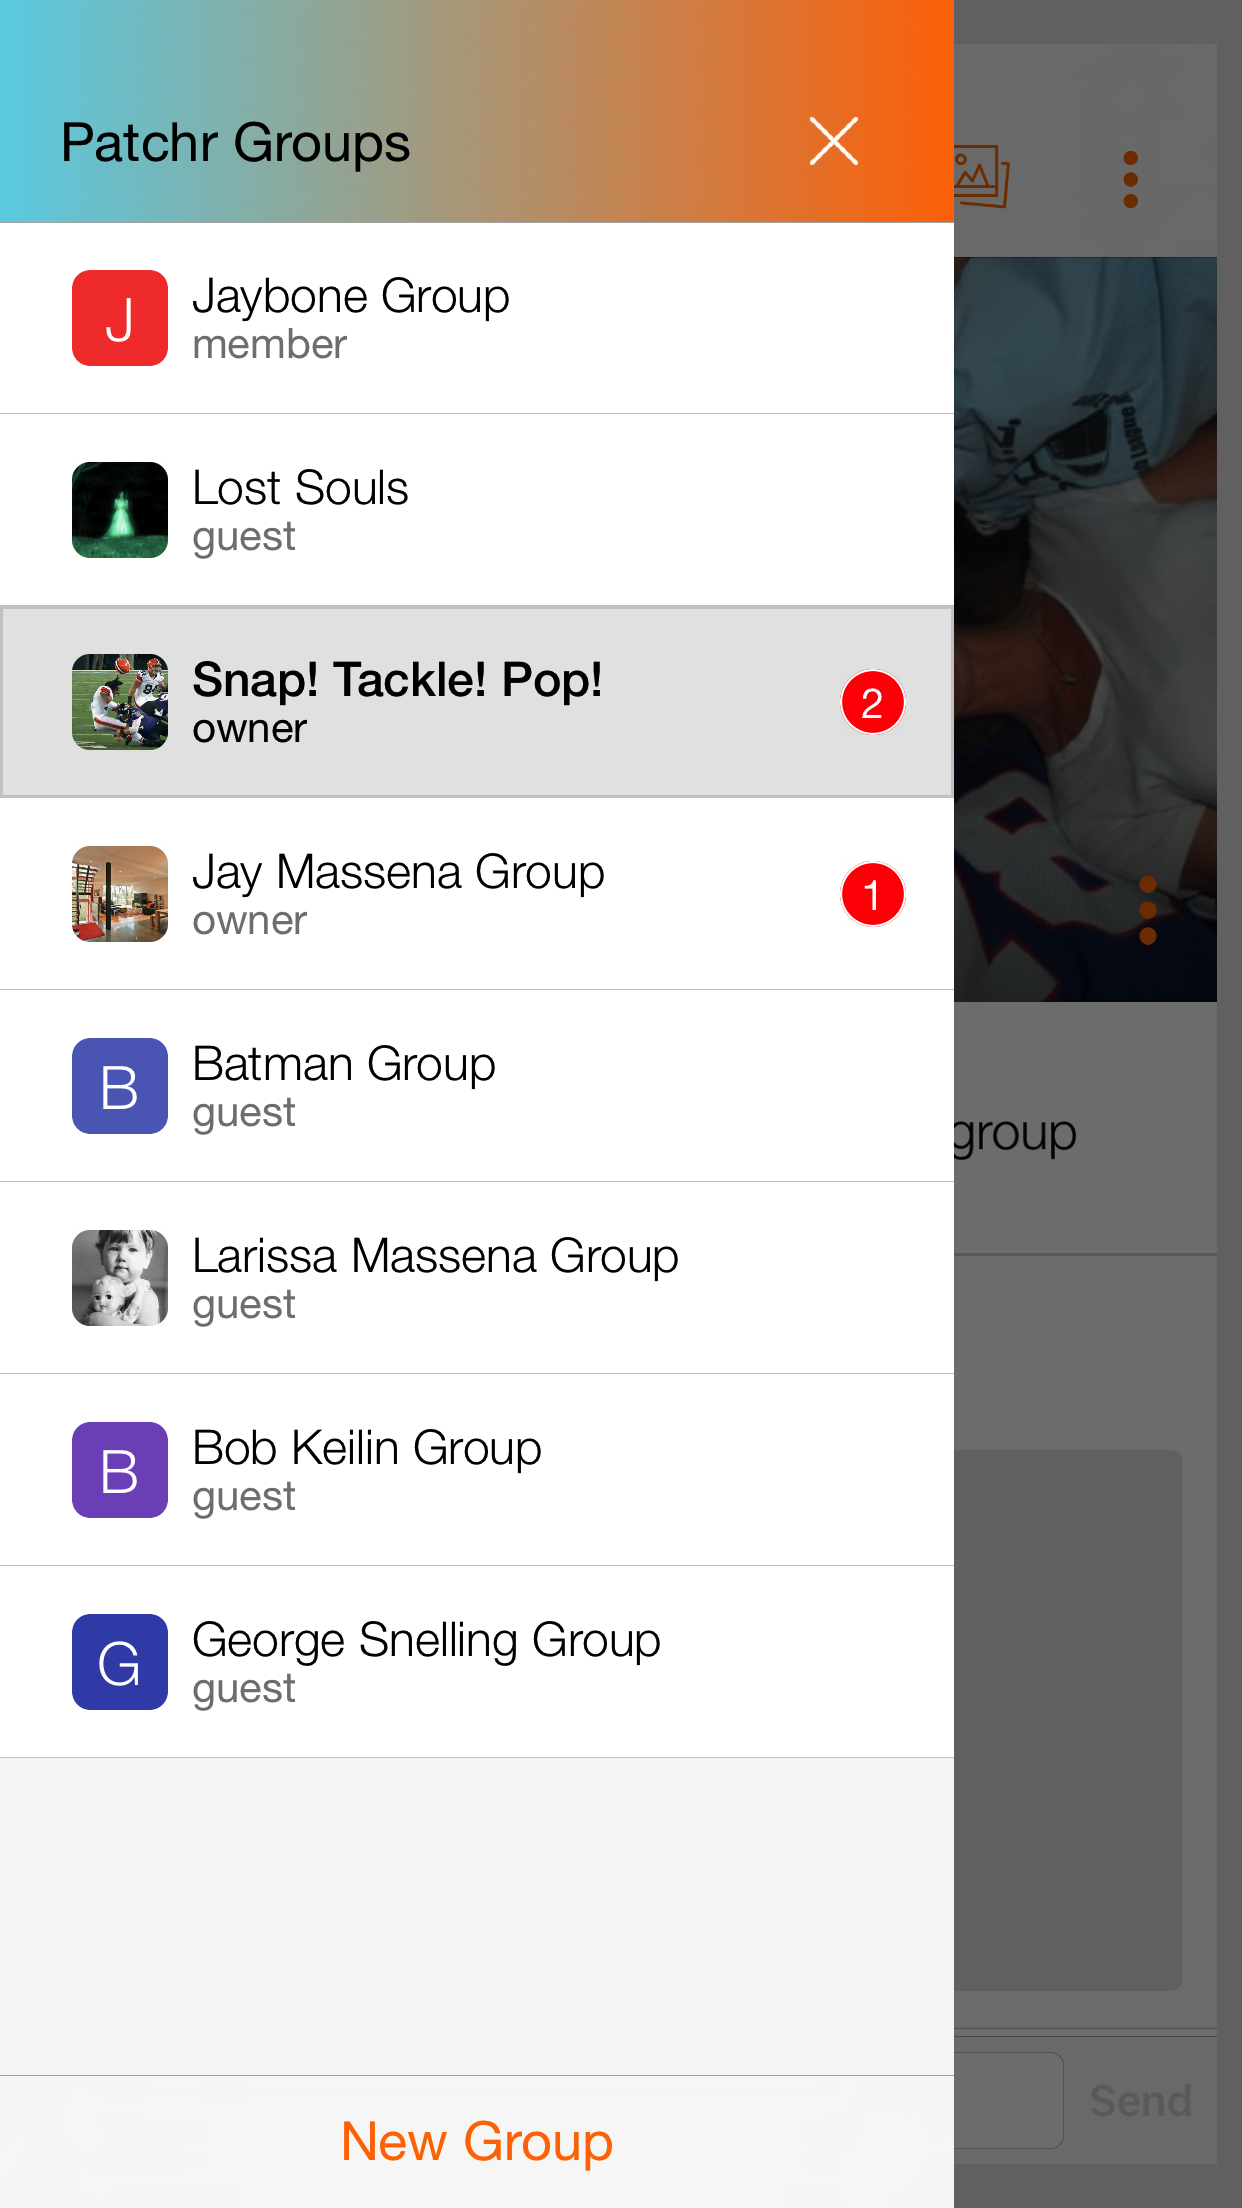 Patchr Groups
J
Jaybone Group
member
Lost Souls
guest
Snap! Tackle! Pop!
owner
2
Jay Massena Group
owner
1
B
Batman Group
guest
group
Larissa Massena Group
guest
B
Bob Keilin Group
guest
G
George Snelling Group
guest
Send
New Group